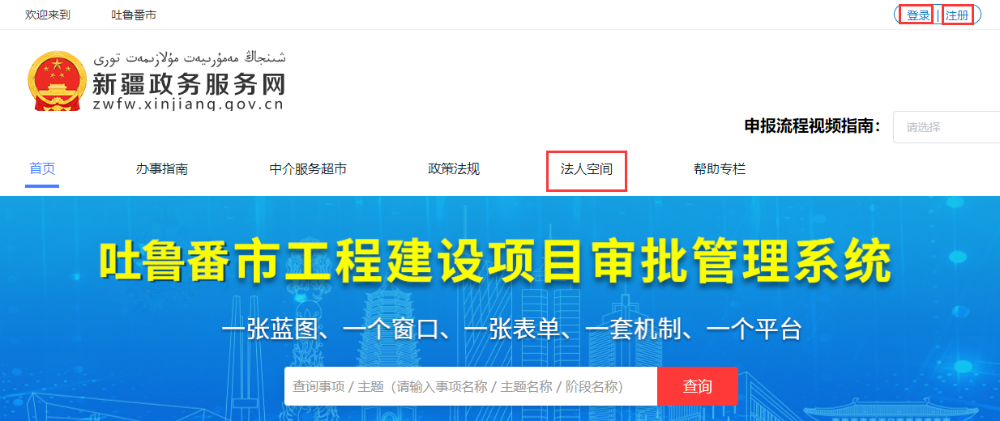 欢迎来到 吐鲁番市
登录 | 注册
شىنجاڭ مەمۇرىيەت مۇلازىمەت تورى
新疆政务服务网
zwfw.xinjiang.gov.cn
申报流程视频指南： 请选择
首页 办事指南 中介服务超市 政策法规 法人空间 帮助专栏
吐鲁番市工程建设项目审批管理系统
一张蓝图、一个窗口、一张表单、一套机制、一个平台
查询事项 / 主题（请输入事项名称 / 主题名称 / 阶段名称） 查询